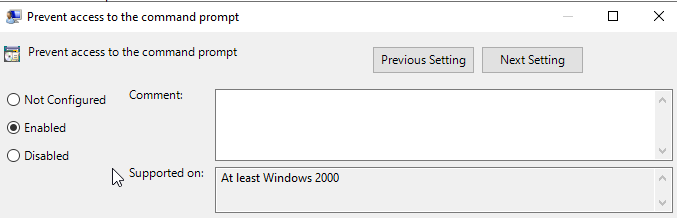 Prevent access to the command prompt
Prevent access to the command prompt
Previous Setting
Next Setting
Not Configured
Comment:
Enabled
Disabled
Supported on:
At least Windows 2000